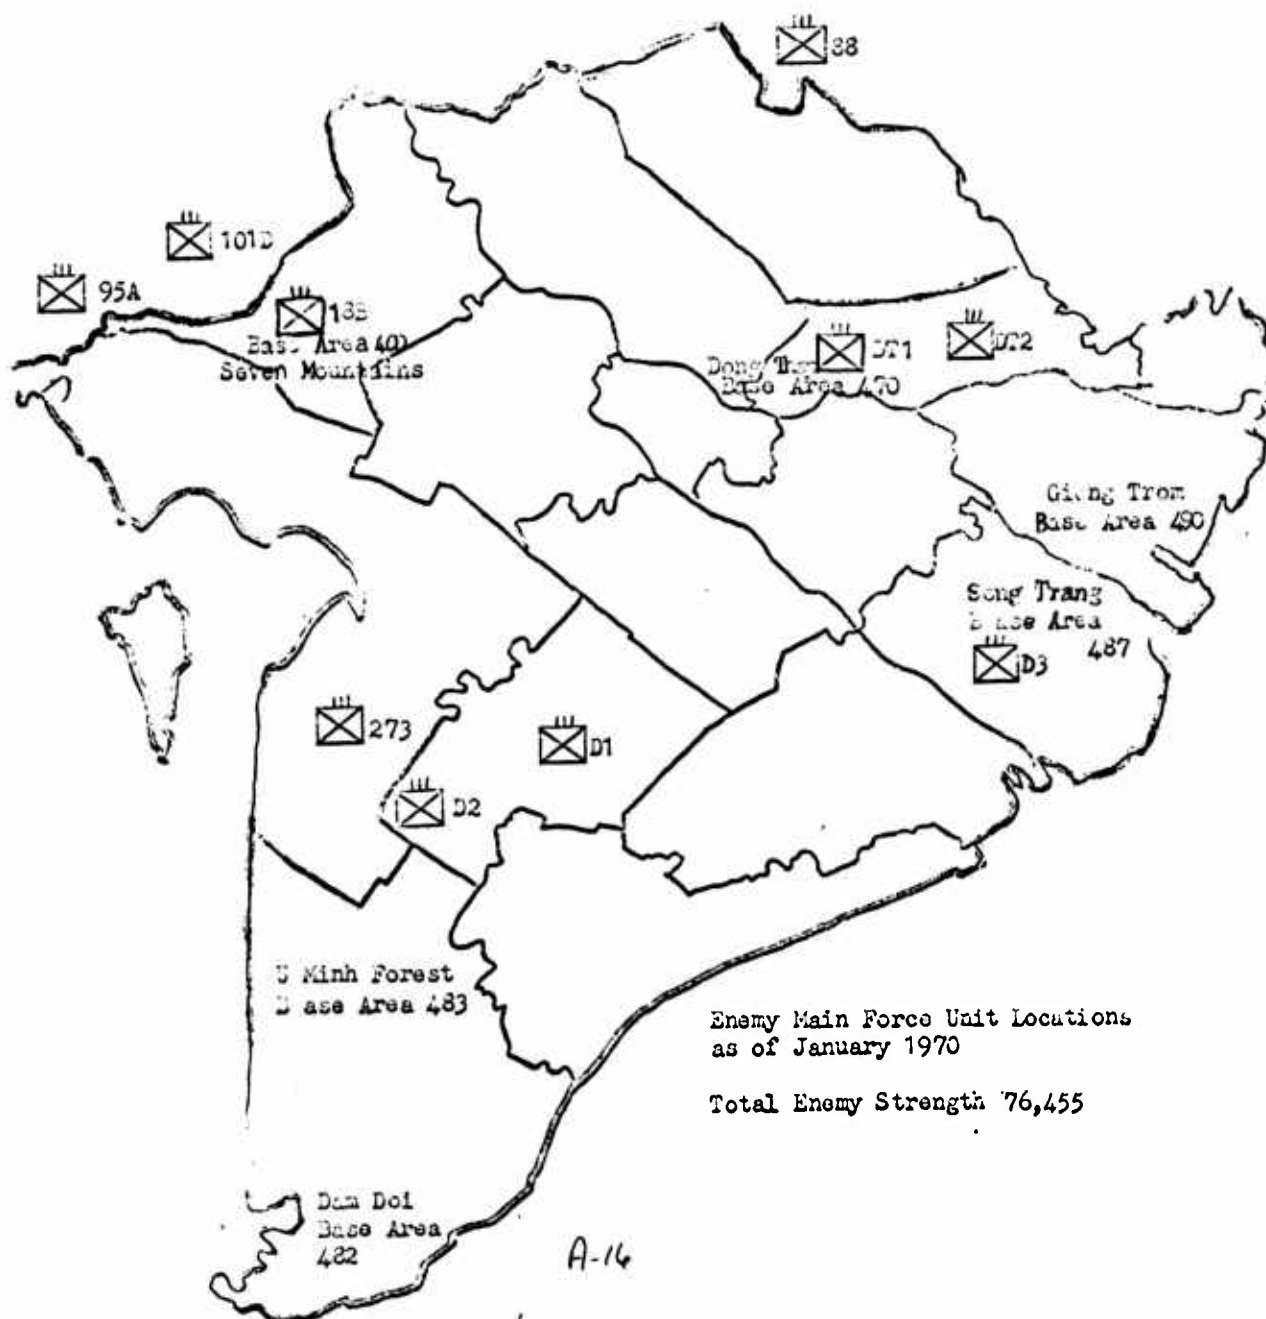 88
101D
95A
18B
Base Area 400
Seven Mountains
DT1
DT2
Dong Tha
Base Area 470
Giong Trom
Base Area 490
Song Trang
Base Area
487
D3
273
D1
D2
U Minh Forest
Base Area 483
Enemy Main Force Unit Locations
as of January 1970
Total Enemy Strength 76,455
Dam Doi
Base Area
482
A-16